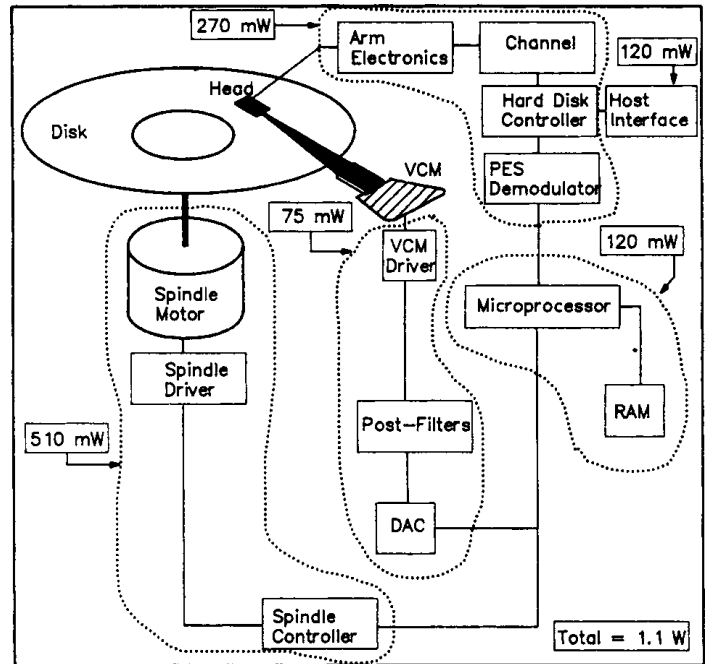 270 mW
Arm
Electronics
Channel
120 mW
Head
Disk
Hard Disk
Controller
Host
Interface
VCM
PES
Demodulator
75 mW
VCM
Driver
120 mW
Spindle
Motor
Microprocessor
Spindle
Driver
RAM
Post-Filters
510 mW
DAC
Spindle
Controller
Total = 1.1 W